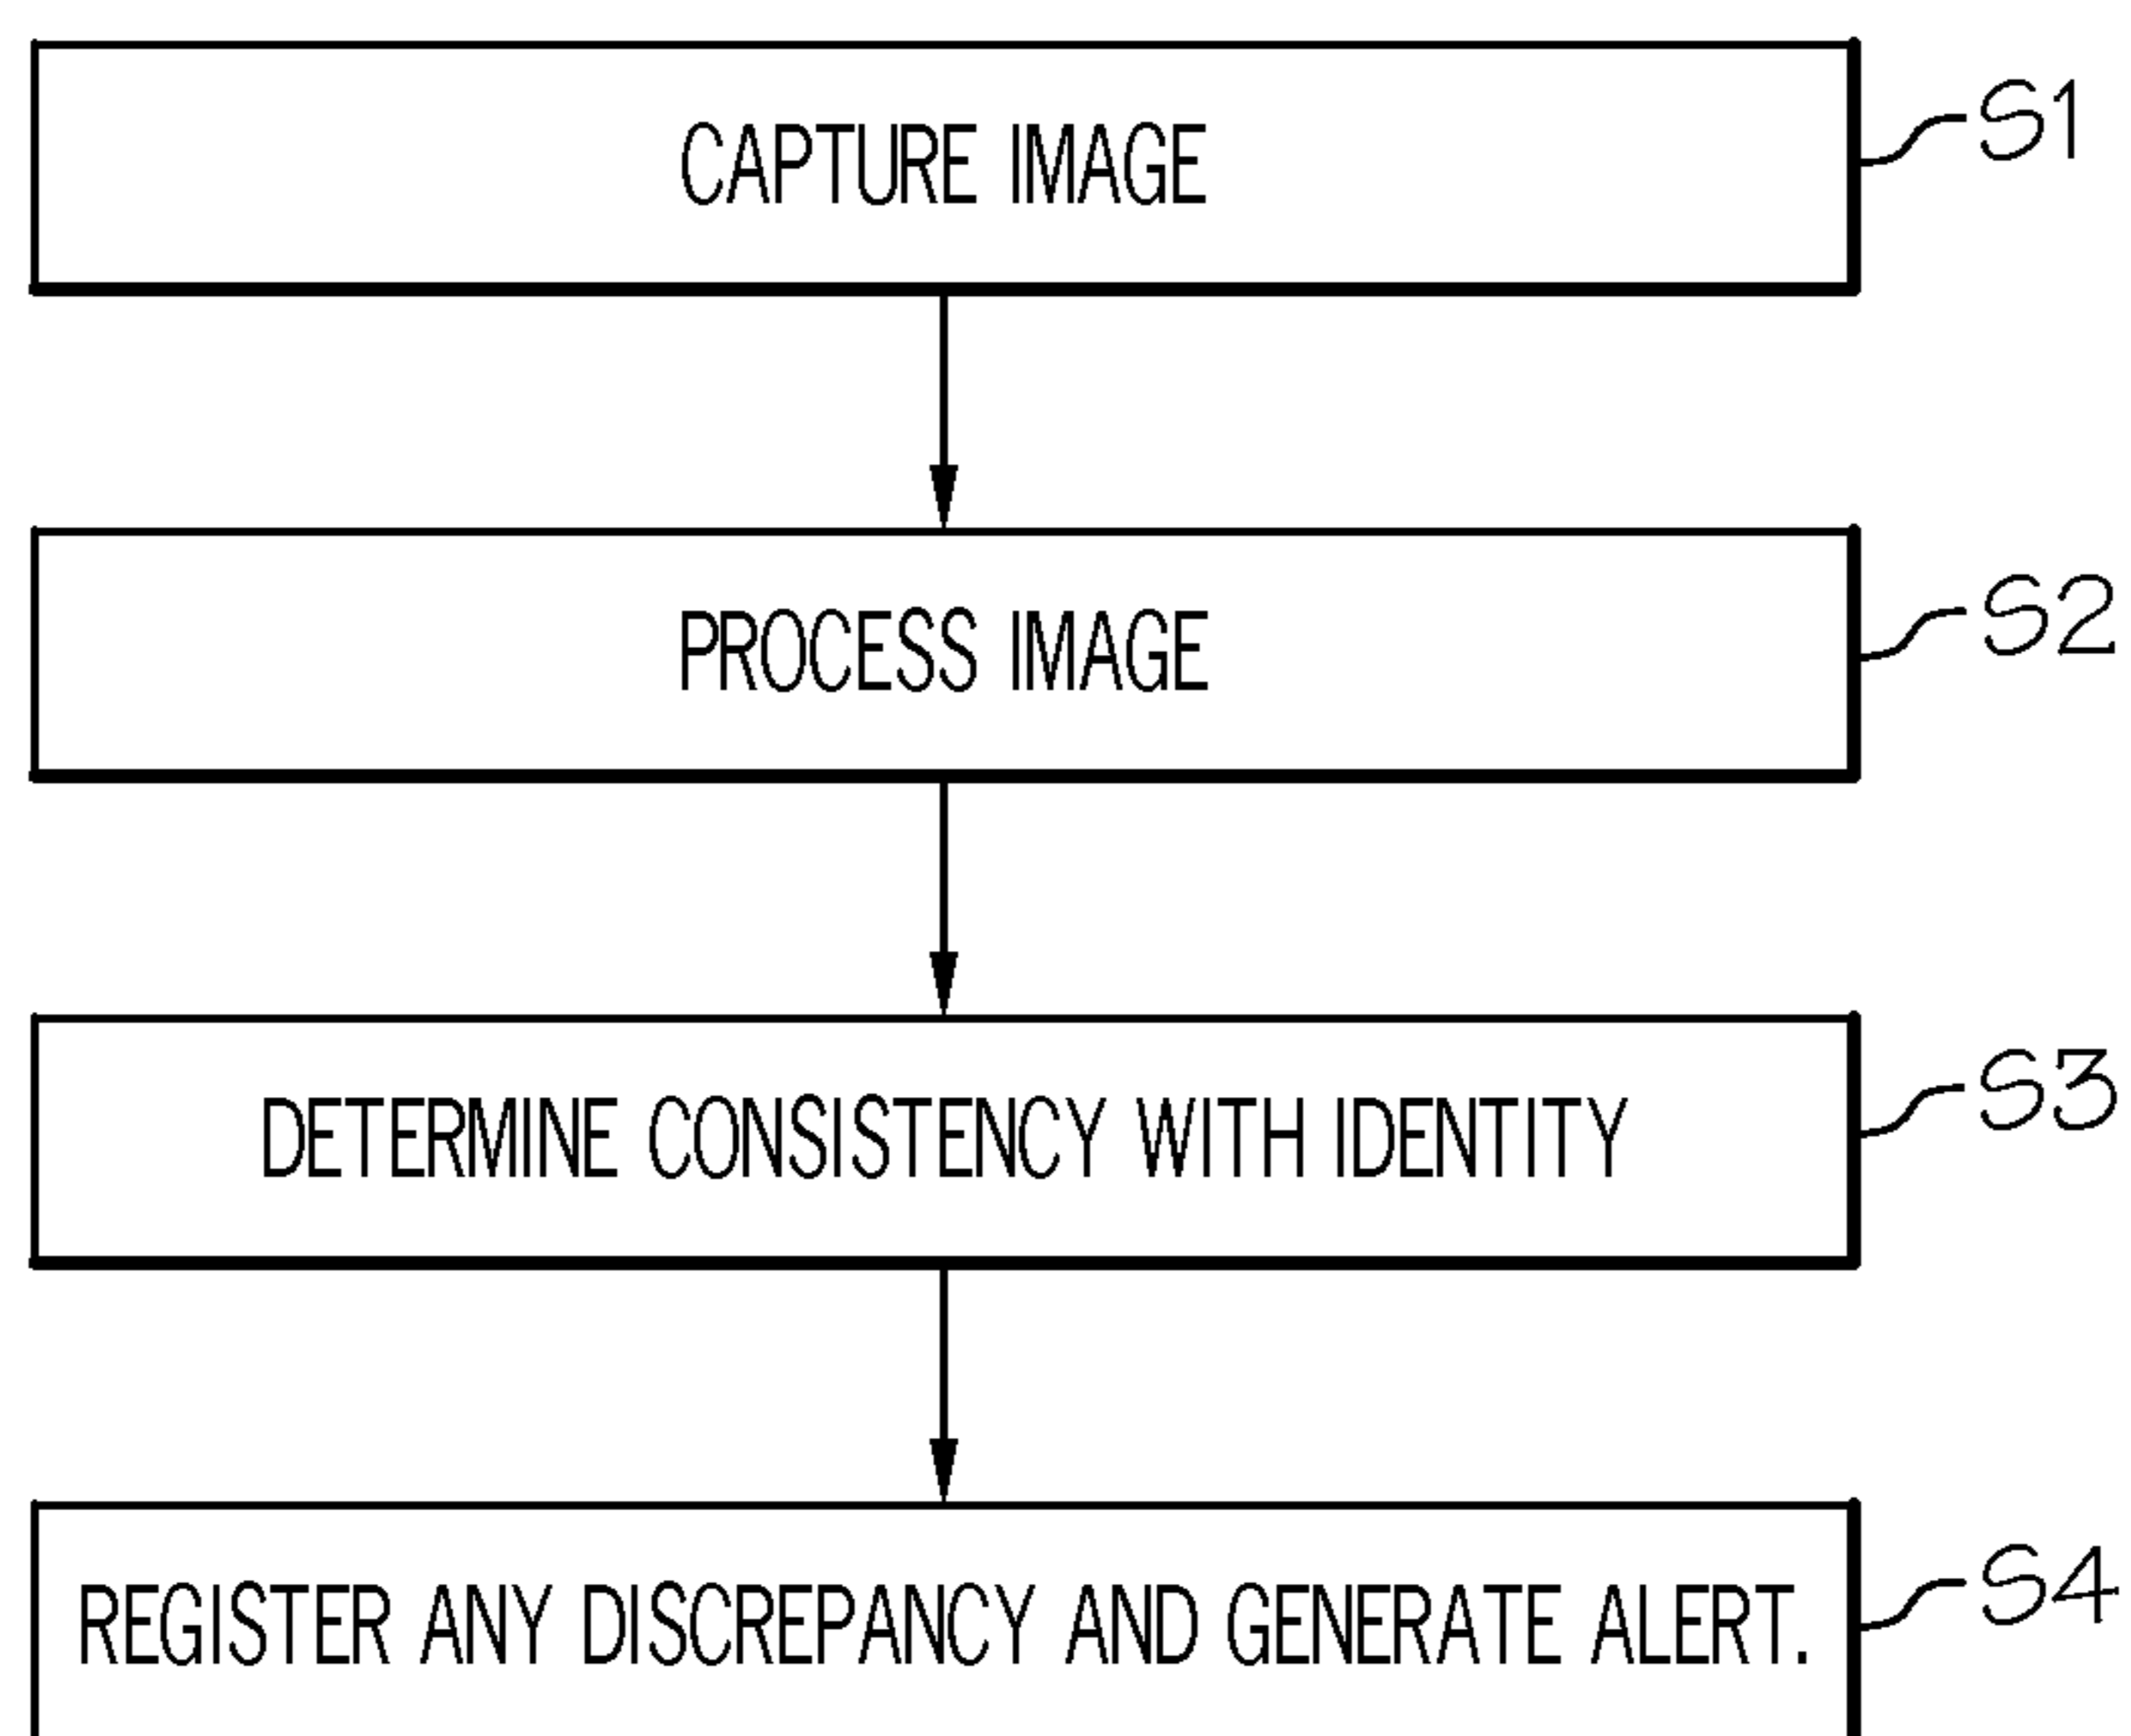 CAPTURE IMAGE
S1
PROCESS IMAGE
S2
DETERMINE CONSISTENCY WITH IDENTITY
S3
REGISTER ANY DISCREPANCY AND GENERATE ALERT.
S4